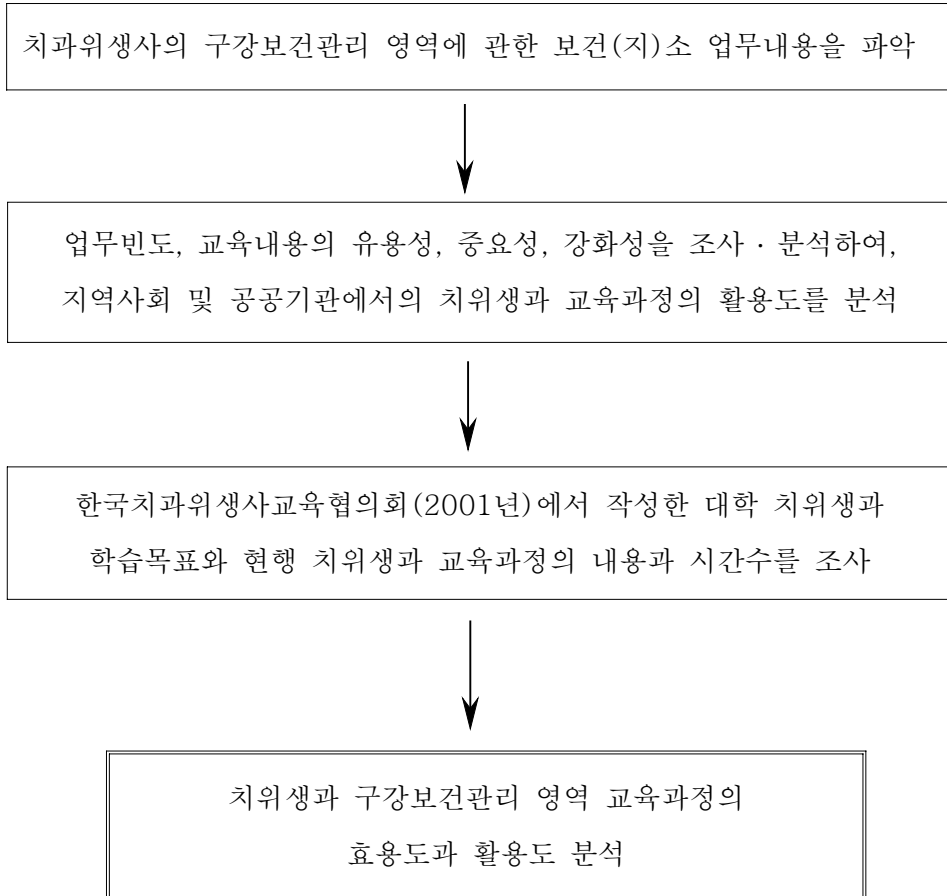 치과위생사의 구강보건관리 영역에 관한 보건(지)소 업무내용을 파악
업무빈도, 교육내용의 유용성, 중요성, 강화성을 조사 · 분석하여,
지역사회 및 공공기관에서의 치위생과 교육과정의 활용도를 분석
한국치과위생사교육협의회(2001년)에서 작성한 대학 치위생과
학습목표와 현행 치위생과 교육과정의 내용과 시간수를 조사
치위생과 구강보건관리 영역 교육과정의
효용도과 활용도 분석